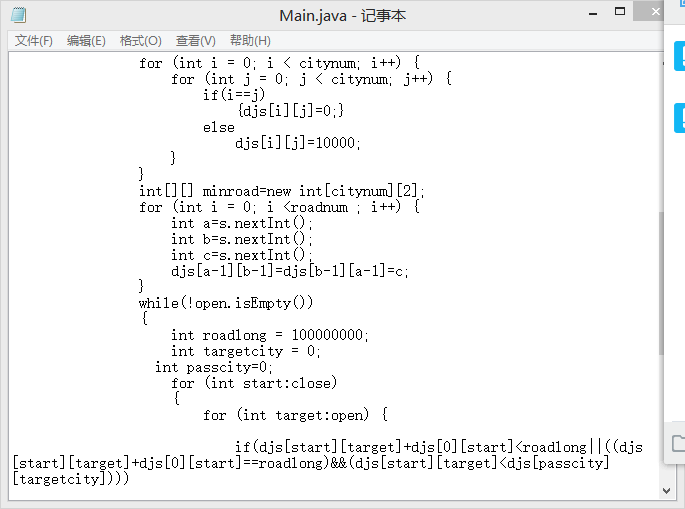 Main.java - 记事本
文件(F) 编辑(E) 格式(O) 查看(V) 帮助(H)
for (int i = 0; i < citynum; i++) {
for (int j = 0; j < citynum; j++) {
if(i==j)
{djs[i][j]=0;}
else
djs[i][j]=10000;
}
}
int[][] minroad=new int[citynum][2];
for (int i = 0; i <roadnum ; i++) {
int a=s.nextInt();
int b=s.nextInt();
int c=s.nextInt();
djs[a-1][b-1]=djs[b-1][a-1]=c;
}
while(!open.isEmpty())
{
int roadlong = 100000000;
int targetcity = 0;
int passcity=0;
for (int start:close)
{
for (int target:open) {
if(djs[start][target]+djs[0][start]<roadlong||((djs
[start][target]+djs[0][start]==roadlong)&&(djs[start][target]<djs[passcity]
[targetcity])))